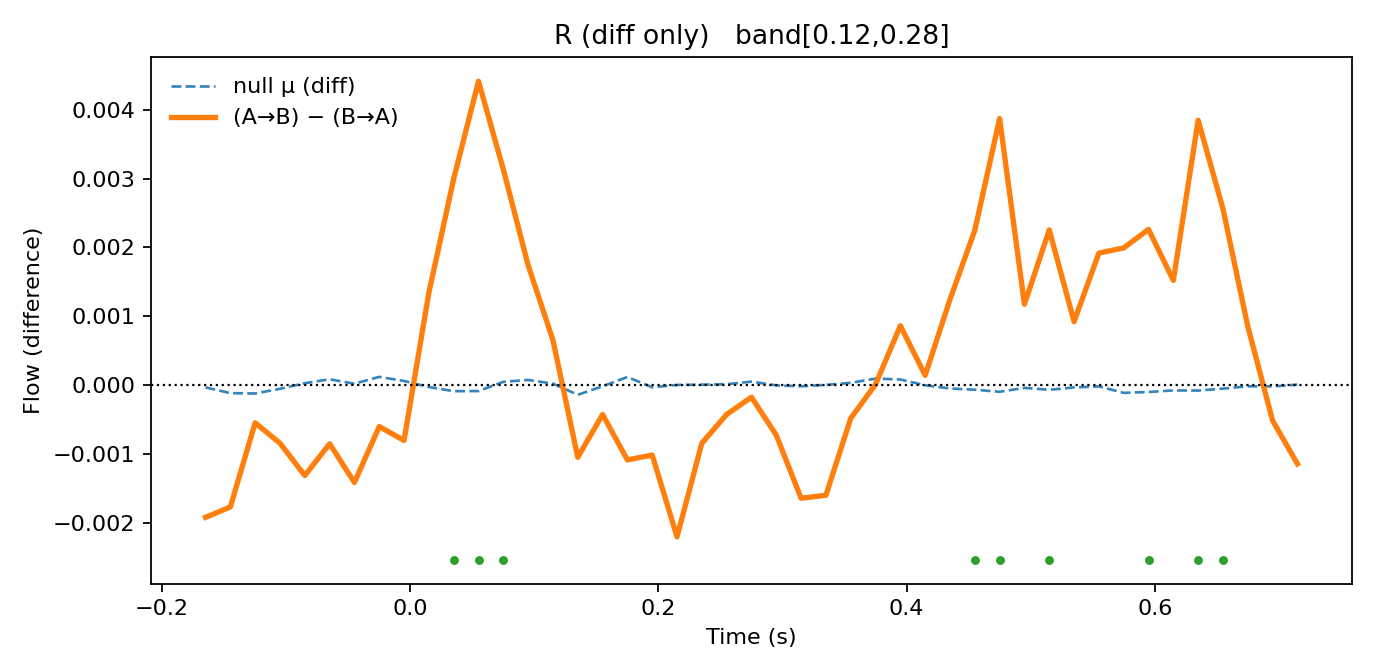 R (diff only)   band[0.12,0.28]
null μ (diff)
(A→B) − (B→A)
Flow (difference)
0.004
0.003
0.002
0.001
0.000
−0.001
−0.002
−0.2
0.0
0.2
0.4
0.6
Time (s)